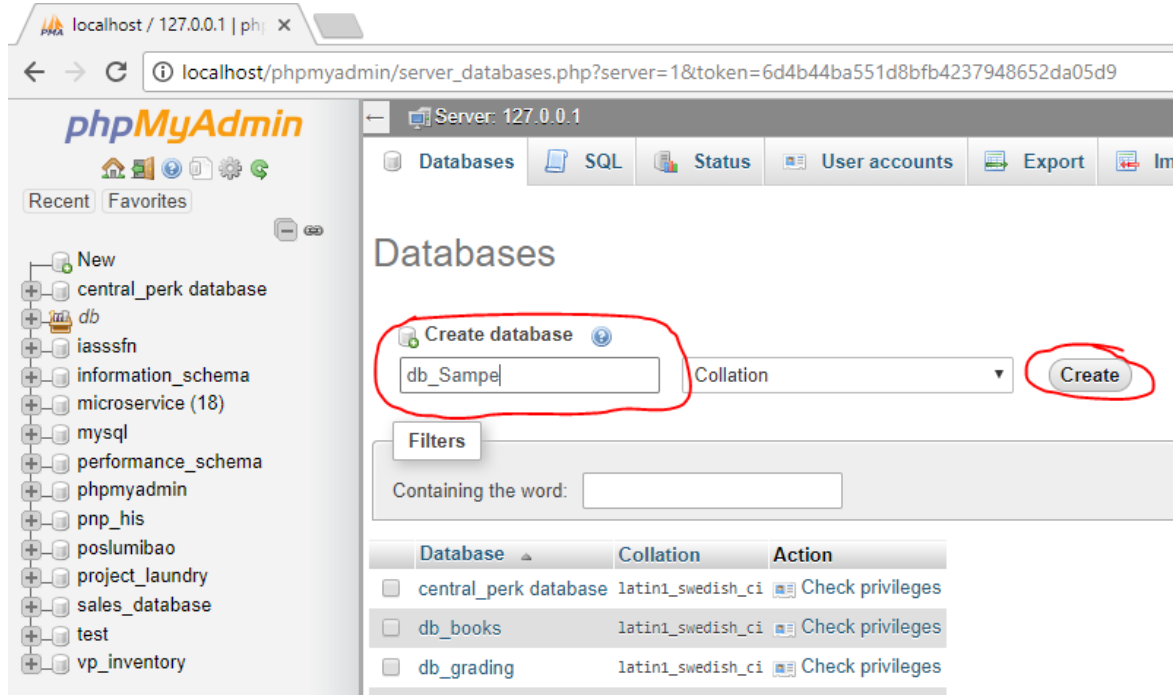 localhost / 127.0.0.1 | ph
localhost/phpmyadmin/server_databases.php?server=1&token=6d4b44ba551d8bfb4237948652da05d9
phpMyAdmin
Recent Favorites
New
central_perk database
db
iasssfn
information_schema
microservice (18)
mysql
performance_schema
phpmyadmin
pnp_his
poslumibao
project_laundry
sales_database
test
vp_inventory
Server: 127.0.0.1
Databases SQL Status User accounts Export Im
Databases
Create database
db_Sampe Collation Create
Filters
Containing the word:
Database Collation Action
central_perk database latin1_swedish_ci Check privileges
db_books latin1_swedish_ci Check privileges
db_grading latin1_swedish_ci Check privileges